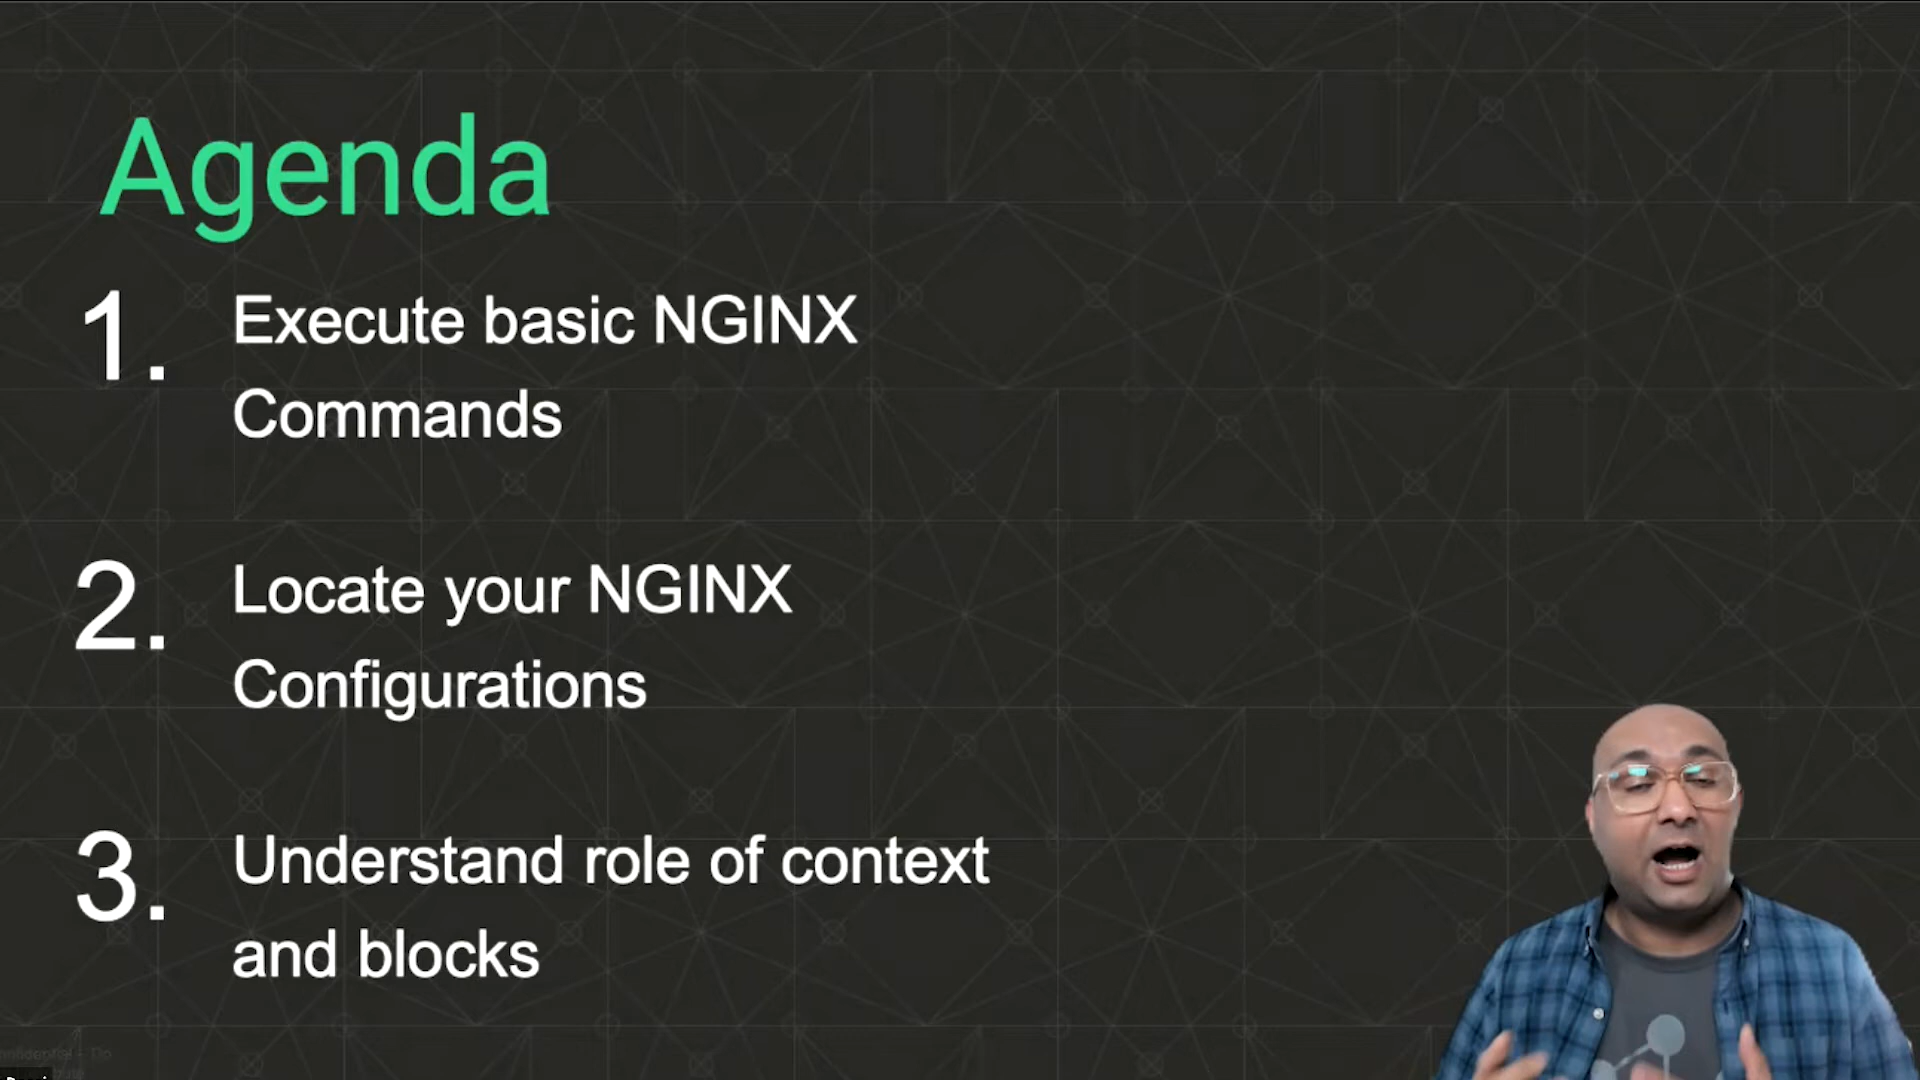 Agenda
1. Execute basic NGINX
Commands
2. Locate your NGINX
Configurations
3. Understand role of context
and blocks